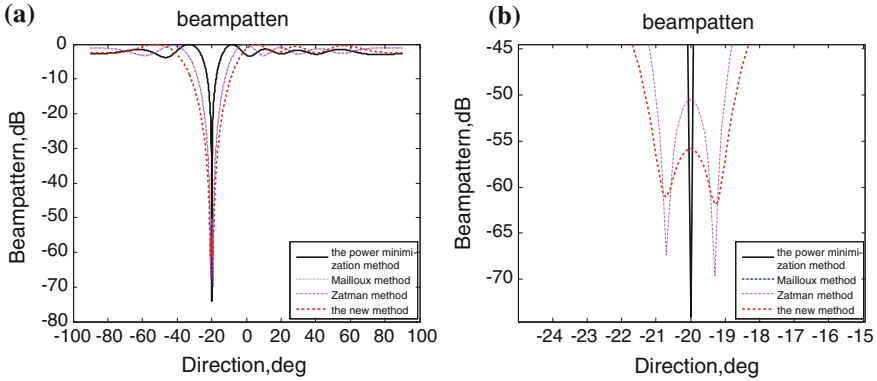 (a)
beampatten
0
-10
-20
-30
-40
-50
-60
-70
-80
Beampattern,dB
-100 -80 -60 -40 -20 0 20 40 60 80 100
Direction,deg
the power minimi-
zation method
Mailloux method
Zatman method
the new method
(b)
beampatten
-45
-50
-55
-60
-65
-70
Beampattern,dB
-24 -23 -22 -21 -20 -19 -18 -17 -16 -15
Direction,deg
the power minimi-
zation method
Mailloux method
Zatman method
the new method